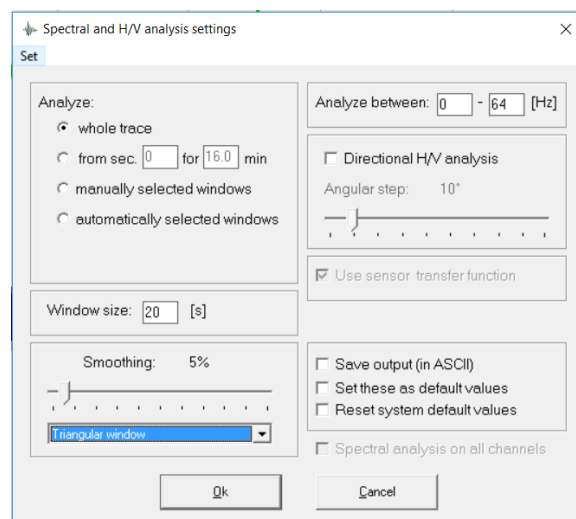 Spectral and H/V analysis settings
Set
Analyze:
whole trace
from sec. 0 for 16.0 min
manually selected windows
automatically selected windows
Window size: 20 [s]
Smoothing: 5%
Triangular window
Analyze between: 0 - 64 [Hz]
Directional H/V analysis
Angular step: 10°
Use sensor transfer function
Save output (in ASCII)
Set these as default values
Reset system default values
Spectral analysis on all channels
Ok
Cancel